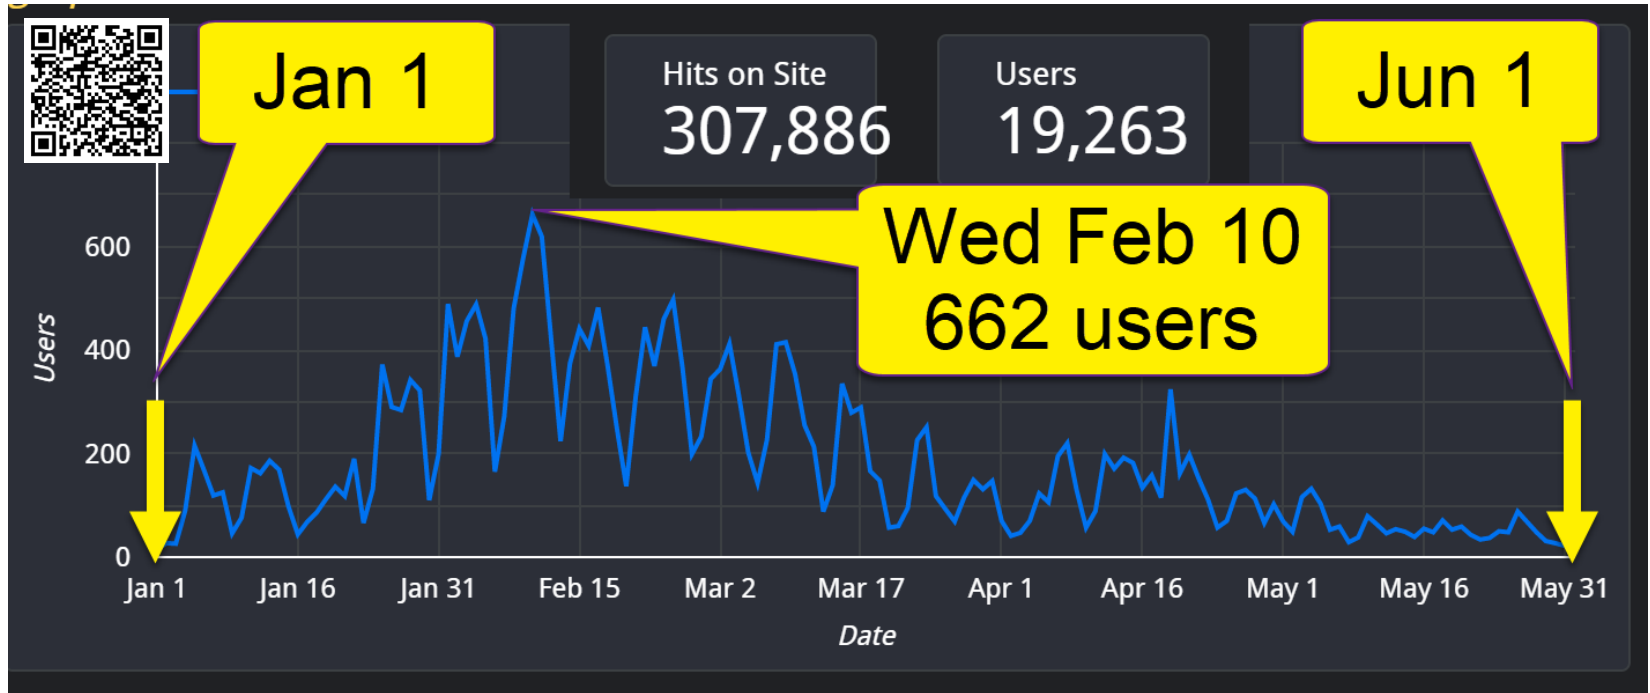 Jan 1
Hits on Site
307,886
Users
19,263
Jun 1
Wed Feb 10
662 users
600
400
200
0
Users
Jan 1
Jan 16
Jan 31
Feb 15
Mar 2
Mar 17
Apr 1
Apr 16
May 1
May 16
May 31
Date